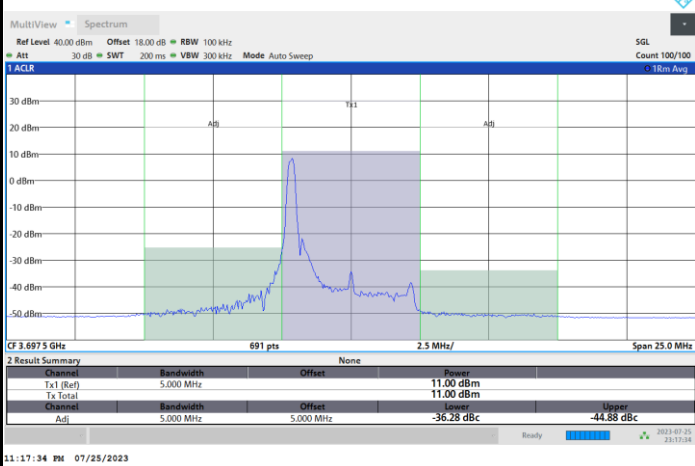 MultiView Spectrum
Ref Level 40.00 dBm Offset 18.00 dB RBW 100 kHz SGL
Att 30 dB SWT 200 ms VBW 300 kHz Mode Auto Sweep Count 100/100
1 ACLR 1Rm Avg
30 dBm
Tx1
20 dBm
Adj Adj
10 dBm
0 dBm
-10 dBm
-20 dBm
-30 dBm
-40 dBm
-50 dBm
CF 3.6975 GHz 691 pts 2.5 MHz/ Span 25.0 MHz
2 Result Summary None
Channel Bandwidth Offset Power
Tx1 (Ref) 5.000 MHz 11.00 dBm
Tx Total 11.00 dBm
Channel Bandwidth Offset Lower Upper
Adj 5.000 MHz 5.000 MHz -36.28 dBc -44.88 dBc
Ready 2023-07-25
23:17:34
11:17:34 PM 07/25/2023